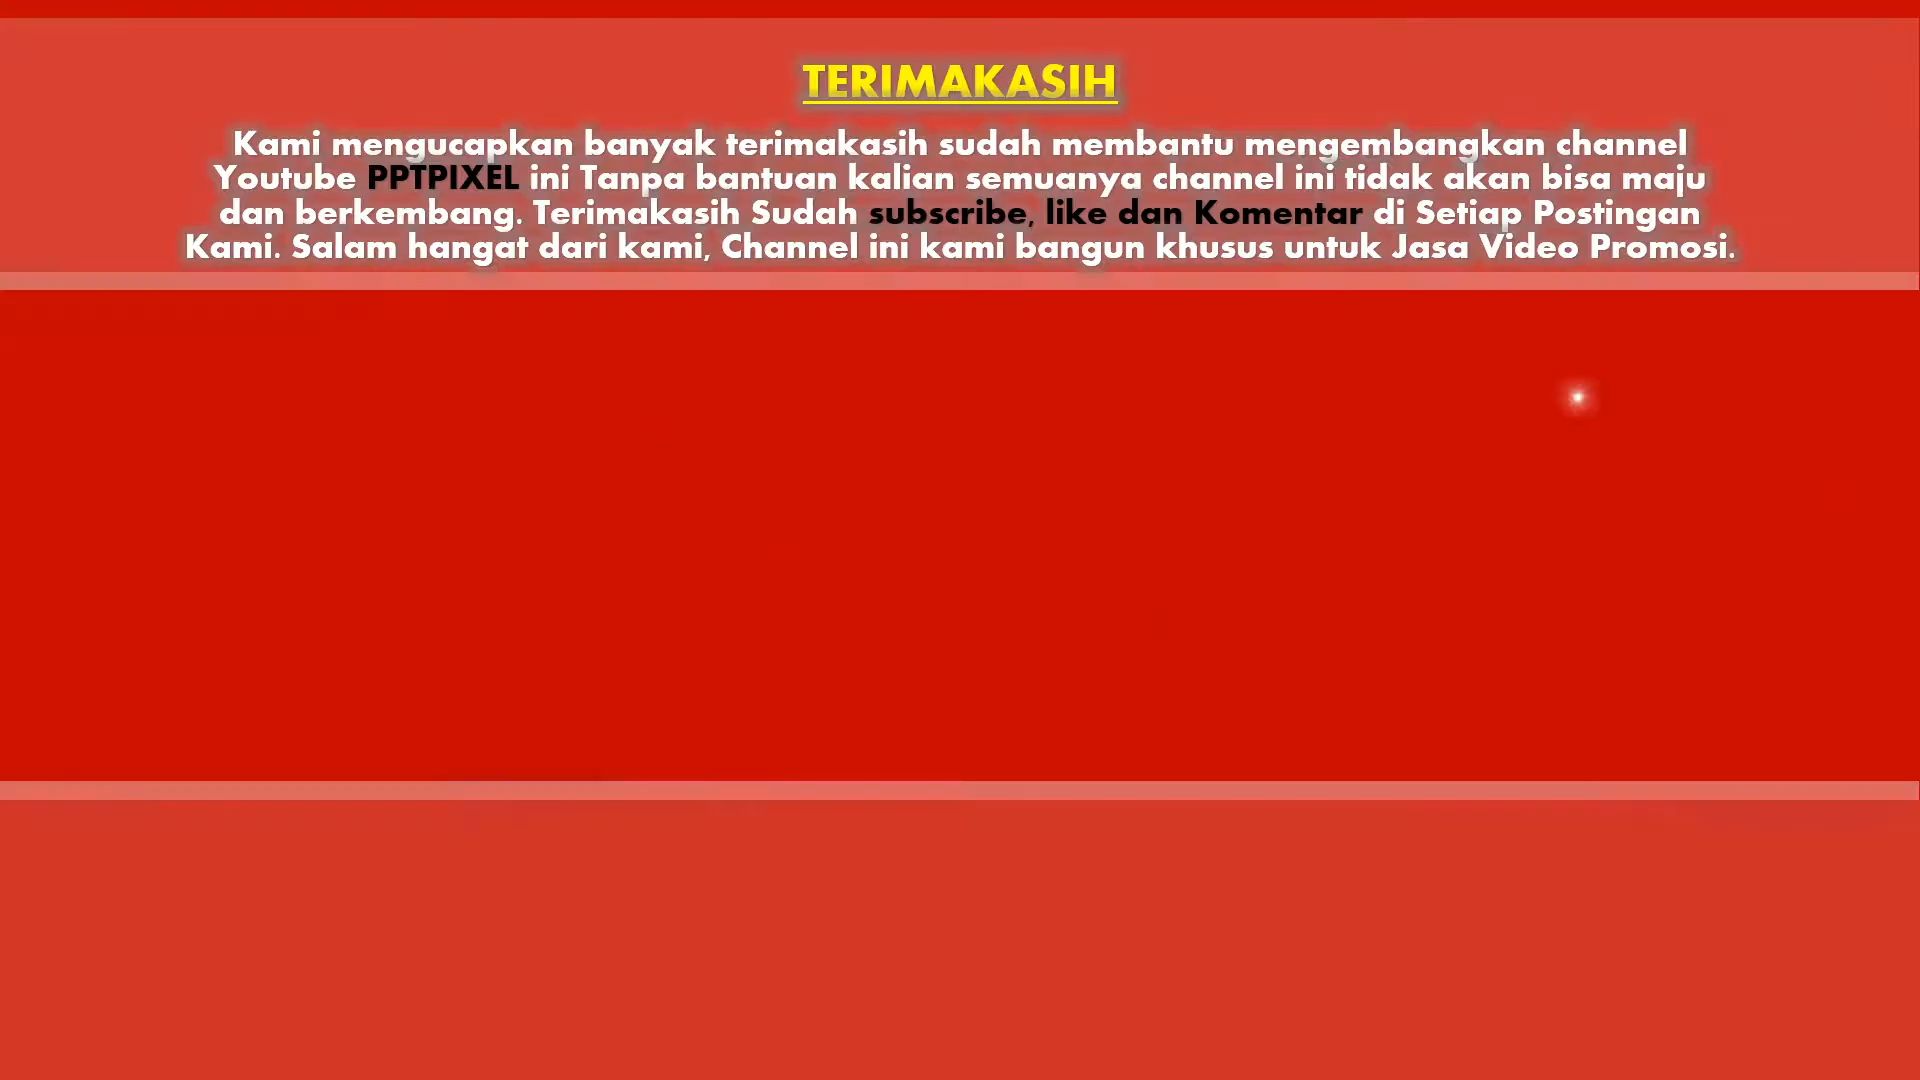 TERIMAKASIH
Kami mengucapkan banyak terimakasih sudah membantu mengembangkan channel
Youtube PPTPIXEL ini Tanpa bantuan kalian semuanya channel ini tidak akan bisa maju
dan berkembang. Terimakasih Sudah subscribe, like dan Komentar di Setiap Postingan
Kami. Salam hangat dari kami, Channel ini kami bangun khusus untuk Jasa Video Promosi.